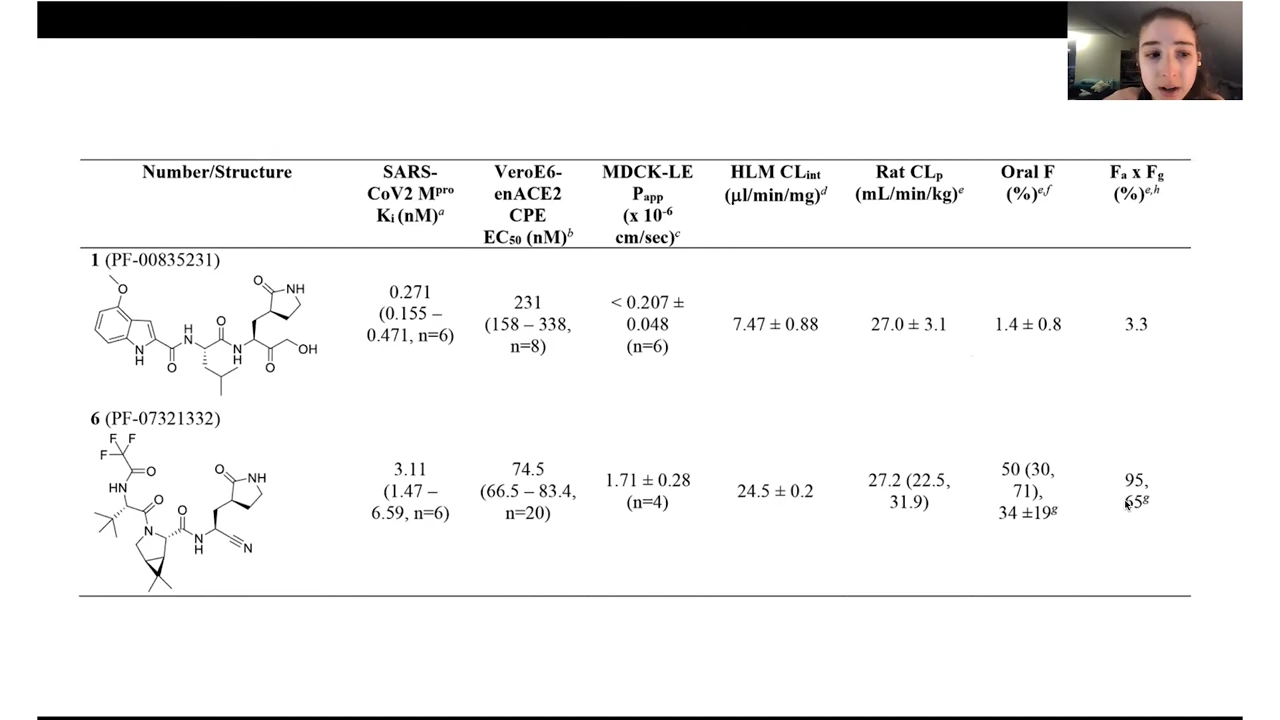 Number/Structure
SARS-
CoV2 Mᵖʳᵒ
Kᵢ (nM)ᵃ
VeroE6-
enACE2
CPE
EC₅₀ (nM)ᵇ
MDCK-LE
Pₐₚₚ
(x 10⁻⁶
cm/sec)ᶜ
HLM CLᵢₙₜ
(µl/min/mg)ᵈ
Rat CLₚ
(mL/min/kg)ᵉ
Oral F
(%)ᵉ,ᶠ
Fₐ x F_g
(%)ᵉ,ʰ
1 (PF-00835231)
O
O
NH
H
N
O
N
H
O
N
H
O
O
OH
0.271
(0.155 –
0.471, n=6)
231
(158 – 338,
n=8)
< 0.207 ±
0.048
(n=6)
7.47 ± 0.88
27.0 ± 3.1
1.4 ± 0.8
3.3
6 (PF-07321332)
F
F
F
O
HN
O
N
O
N
H
O
NH
N
3.11
(1.47 –
6.59, n=6)
74.5
(66.5 – 83.4,
n=20)
1.71 ± 0.28
(n=4)
24.5 ± 0.2
27.2 (22.5,
31.9)
50 (30,
71),
34 ±19ᵍ
95,
65ᵍ